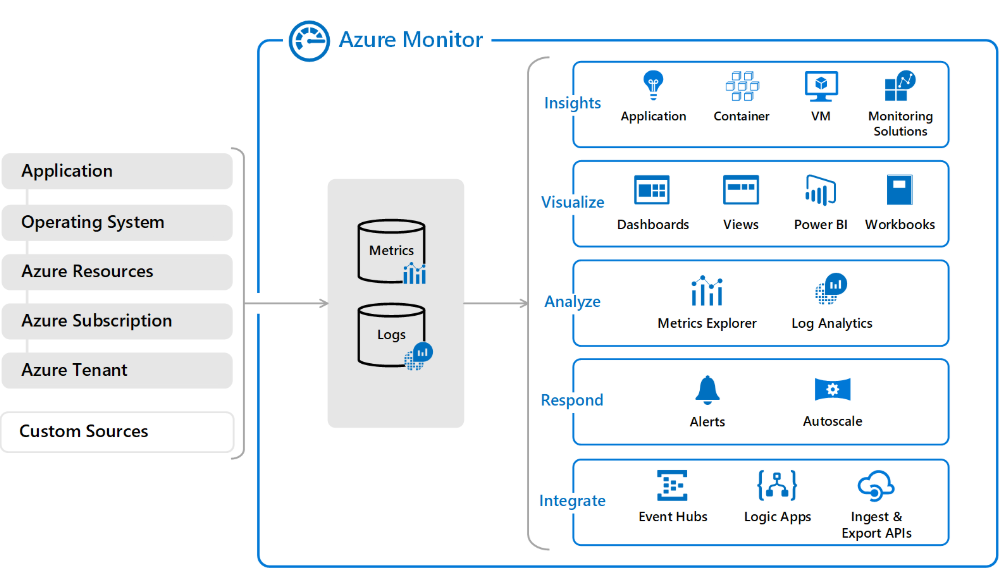 Azure Monitor
Application
Operating System
Azure Resources
Azure Subscription
Azure Tenant
Custom Sources
Metrics
Logs
Insights
Application
Container
VM
Monitoring
Solutions
Visualize
Dashboards
Views
Power BI
Workbooks
Analyze
Metrics Explorer
Log Analytics
Respond
Alerts
Autoscale
Integrate
Event Hubs
Logic Apps
Ingest &
Export APIs